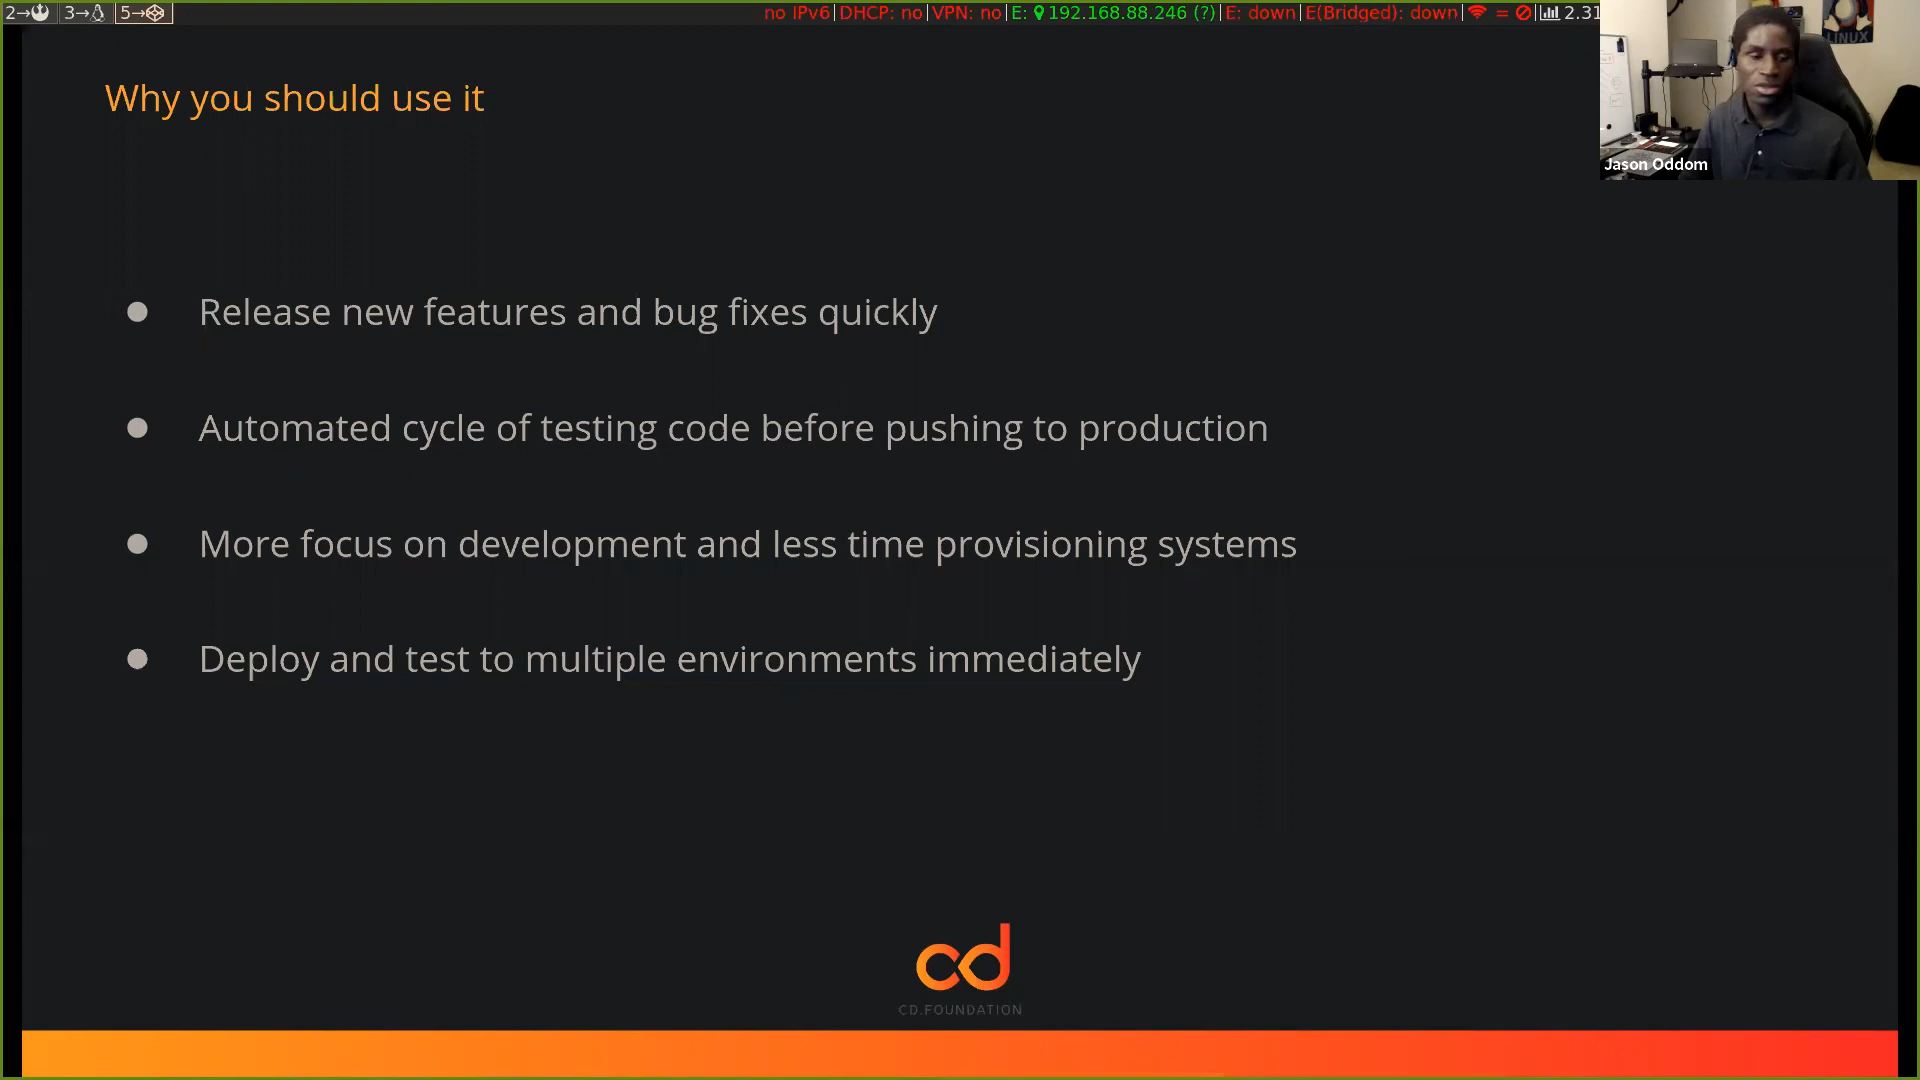 2→ 3→ 5→
no IPv6|DHCP: no|VPN: no|E: 192.168.88.246 (?)|E: down|E(Bridged): down| = |2.31
LINUX
Jason Oddom
Why you should use it
● Release new features and bug fixes quickly
● Automated cycle of testing code before pushing to production
● More focus on development and less time provisioning systems
● Deploy and test to multiple environments immediately
cd
CD.FOUNDATION